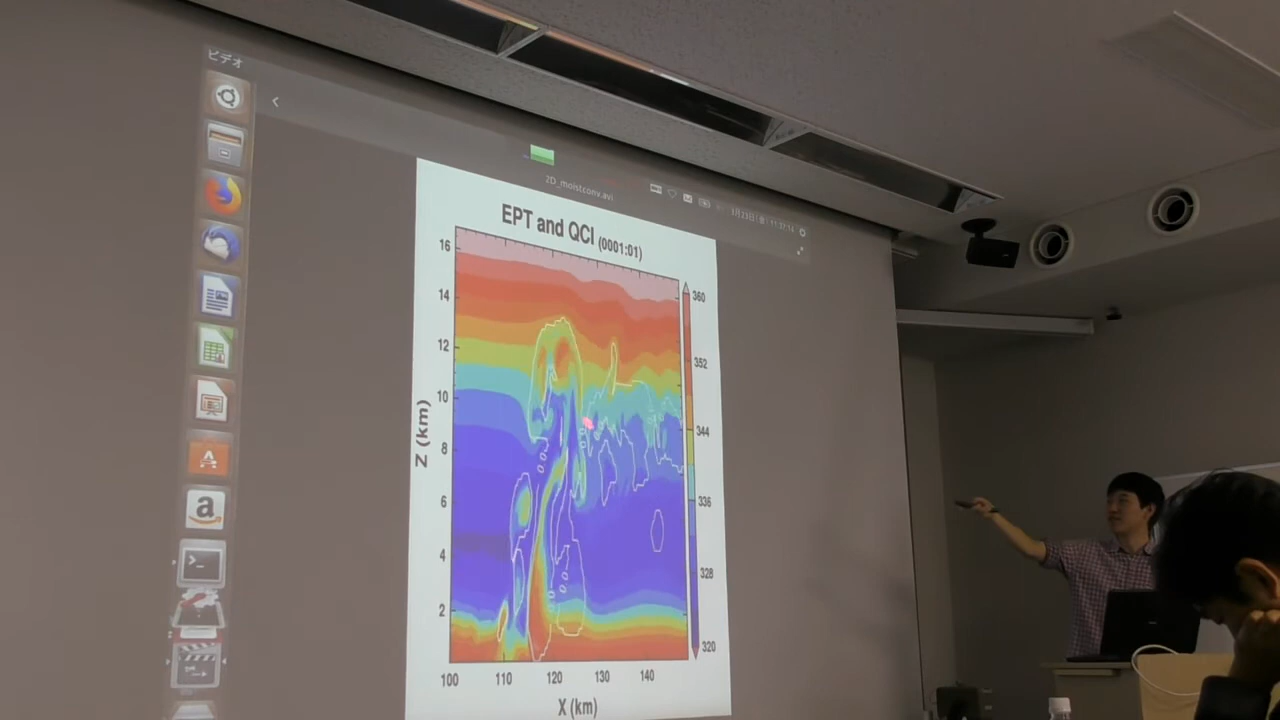 ビデオ
2D_moistconv.avi
EPT and QCI (0001:01)
16
14
12
10
8
6
4
2
Z (km)
100 110 120 130 140
X (km)
360
352
344
336
328
320
a
>_